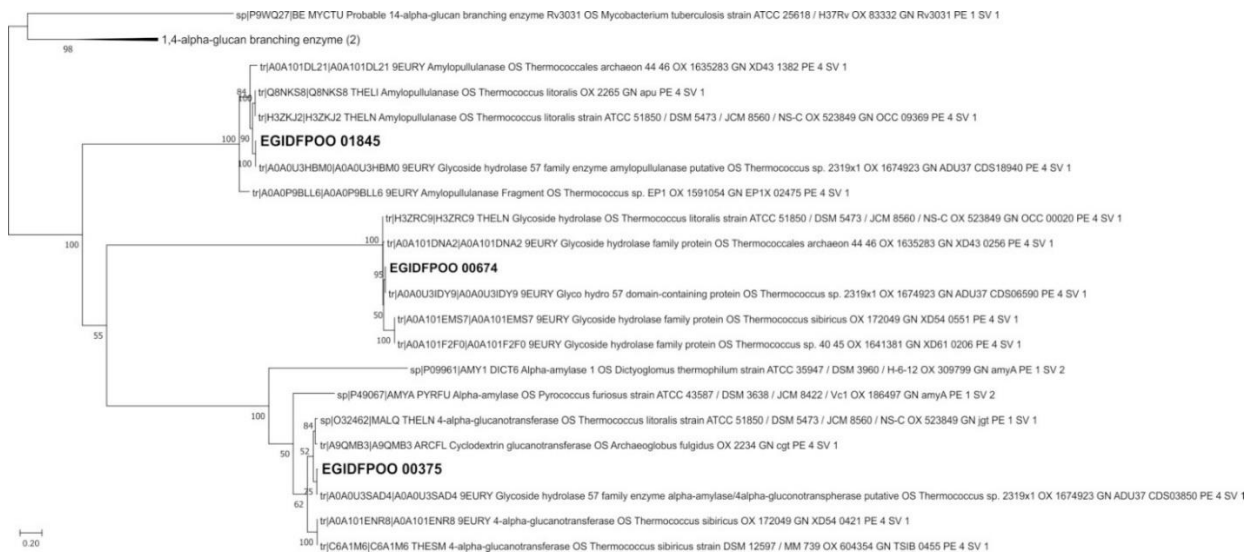 sp|P9WQ27|BE MYCTU Probable 14-alpha-glucan branching enzyme Rv3031 OS Mycobacterium tuberculosis strain ATCC 25618 / H37Rv OX 83332 GN Rv3031 PE 1 SV 1
1,4-alpha-glucan branching enzyme (2)
98
tr|A0A101DL21|A0A101DL21 9EURY Amylopullulanase OS Thermococcales archaeon 44 46 OX 1635283 GN XD43 1382 PE 4 SV 1
84
tr|Q8NKS8|Q8NKS8 THELI Amylopullulanase OS Thermococcus litoralis OX 2265 GN apu PE 4 SV 1
100
tr|H3ZKJ2|H3ZKJ2 THELN Amylopullulanase OS Thermococcus litoralis strain ATCC 51850 / DSM 5473 / JCM 8560 / NS-C OX 523849 GN OCC 09369 PE 4 SV 1
100
90
EGIDFPOO 01845
100
tr|A0A0U3HBM0|A0A0U3HBM0 9EURY Glycoside hydrolase 57 family enzyme amylopullulanase putative OS Thermococcus sp. 2319x1 OX 1674923 GN ADU37 CDS18940 PE 4 SV 1
tr|A0A0P9BLL6|A0A0P9BLL6 9EURY Amylopullulanase Fragment OS Thermococcus sp. EP1 OX 1591054 GN EP1X 02475 PE 4 SV 1
tr|H3ZRC9|H3ZRC9 THELN Glycoside hydrolase OS Thermococcus litoralis strain ATCC 51850 / DSM 5473 / JCM 8560 / NS-C OX 523849 GN OCC 00020 PE 4 SV 1
100
tr|A0A101DNA2|A0A101DNA2 9EURY Glycoside hydrolase family protein OS Thermococcales archaeon 44 46 OX 1635283 GN XD43 0256 PE 4 SV 1
100
EGIDFPOO 00674
95
tr|A0A0U3IDY9|A0A0U3IDY9 9EURY Glyco hydro 57 domain-containing protein OS Thermococcus sp. 2319x1 OX 1674923 GN ADU37 CDS06590 PE 4 SV 1
50
tr|A0A101EMS7|A0A101EMS7 9EURY Glycoside hydrolase family protein OS Thermococcus sibiricus OX 172049 GN XD54 0551 PE 4 SV 1
55
100
tr|A0A101F2F0|A0A101F2F0 9EURY Glycoside hydrolase family protein OS Thermococcus sp. 40 45 OX 1641381 GN XD61 0206 PE 4 SV 1
sp|P09961|AMY1 DICT6 Alpha-amylase 1 OS Dictyoglomus thermophilum strain ATCC 35947 / DSM 3960 / H-6-12 OX 309799 GN amyA PE 1 SV 2
sp|P49067|AMYA PYRFU Alpha-amylase OS Pyrococcus furiosus strain ATCC 43587 / DSM 3638 / JCM 8422 / Vc1 OX 186497 GN amyA PE 1 SV 2
100
sp|O32462|MALQ THELN 4-alpha-glucanotransferase OS Thermococcus litoralis strain ATCC 51850 / DSM 5473 / JCM 8560 / NS-C OX 523849 GN jgt PE 1 SV 1
84
tr|A9QMB3|A9QMB3 ARCFL Cyclodextrin glucanotransferase OS Archaeoglobus fulgidus OX 2234 GN cgt PE 4 SV 1
50
52
EGIDFPOO 00375
75
tr|A0A0U3SAD4|A0A0U3SAD4 9EURY Glycoside hydrolase 57 family enzyme alpha-amylase/4alpha-gluconotranspherase putative OS Thermococcus sp. 2319x1 OX 1674923 GN ADU37 CDS03850 PE 4 SV 1
62
tr|A0A101ENR8|A0A101ENR8 9EURY 4-alpha-glucanotransferase OS Thermococcus sibiricus OX 172049 GN XD54 0421 PE 4 SV 1
100
tr|C6A1M6|C6A1M6 THESM 4-alpha-glucanotransferase OS Thermococcus sibiricus strain DSM 12597 / MM 739 OX 604354 GN TSIB 0455 PE 4 SV 1
0.20